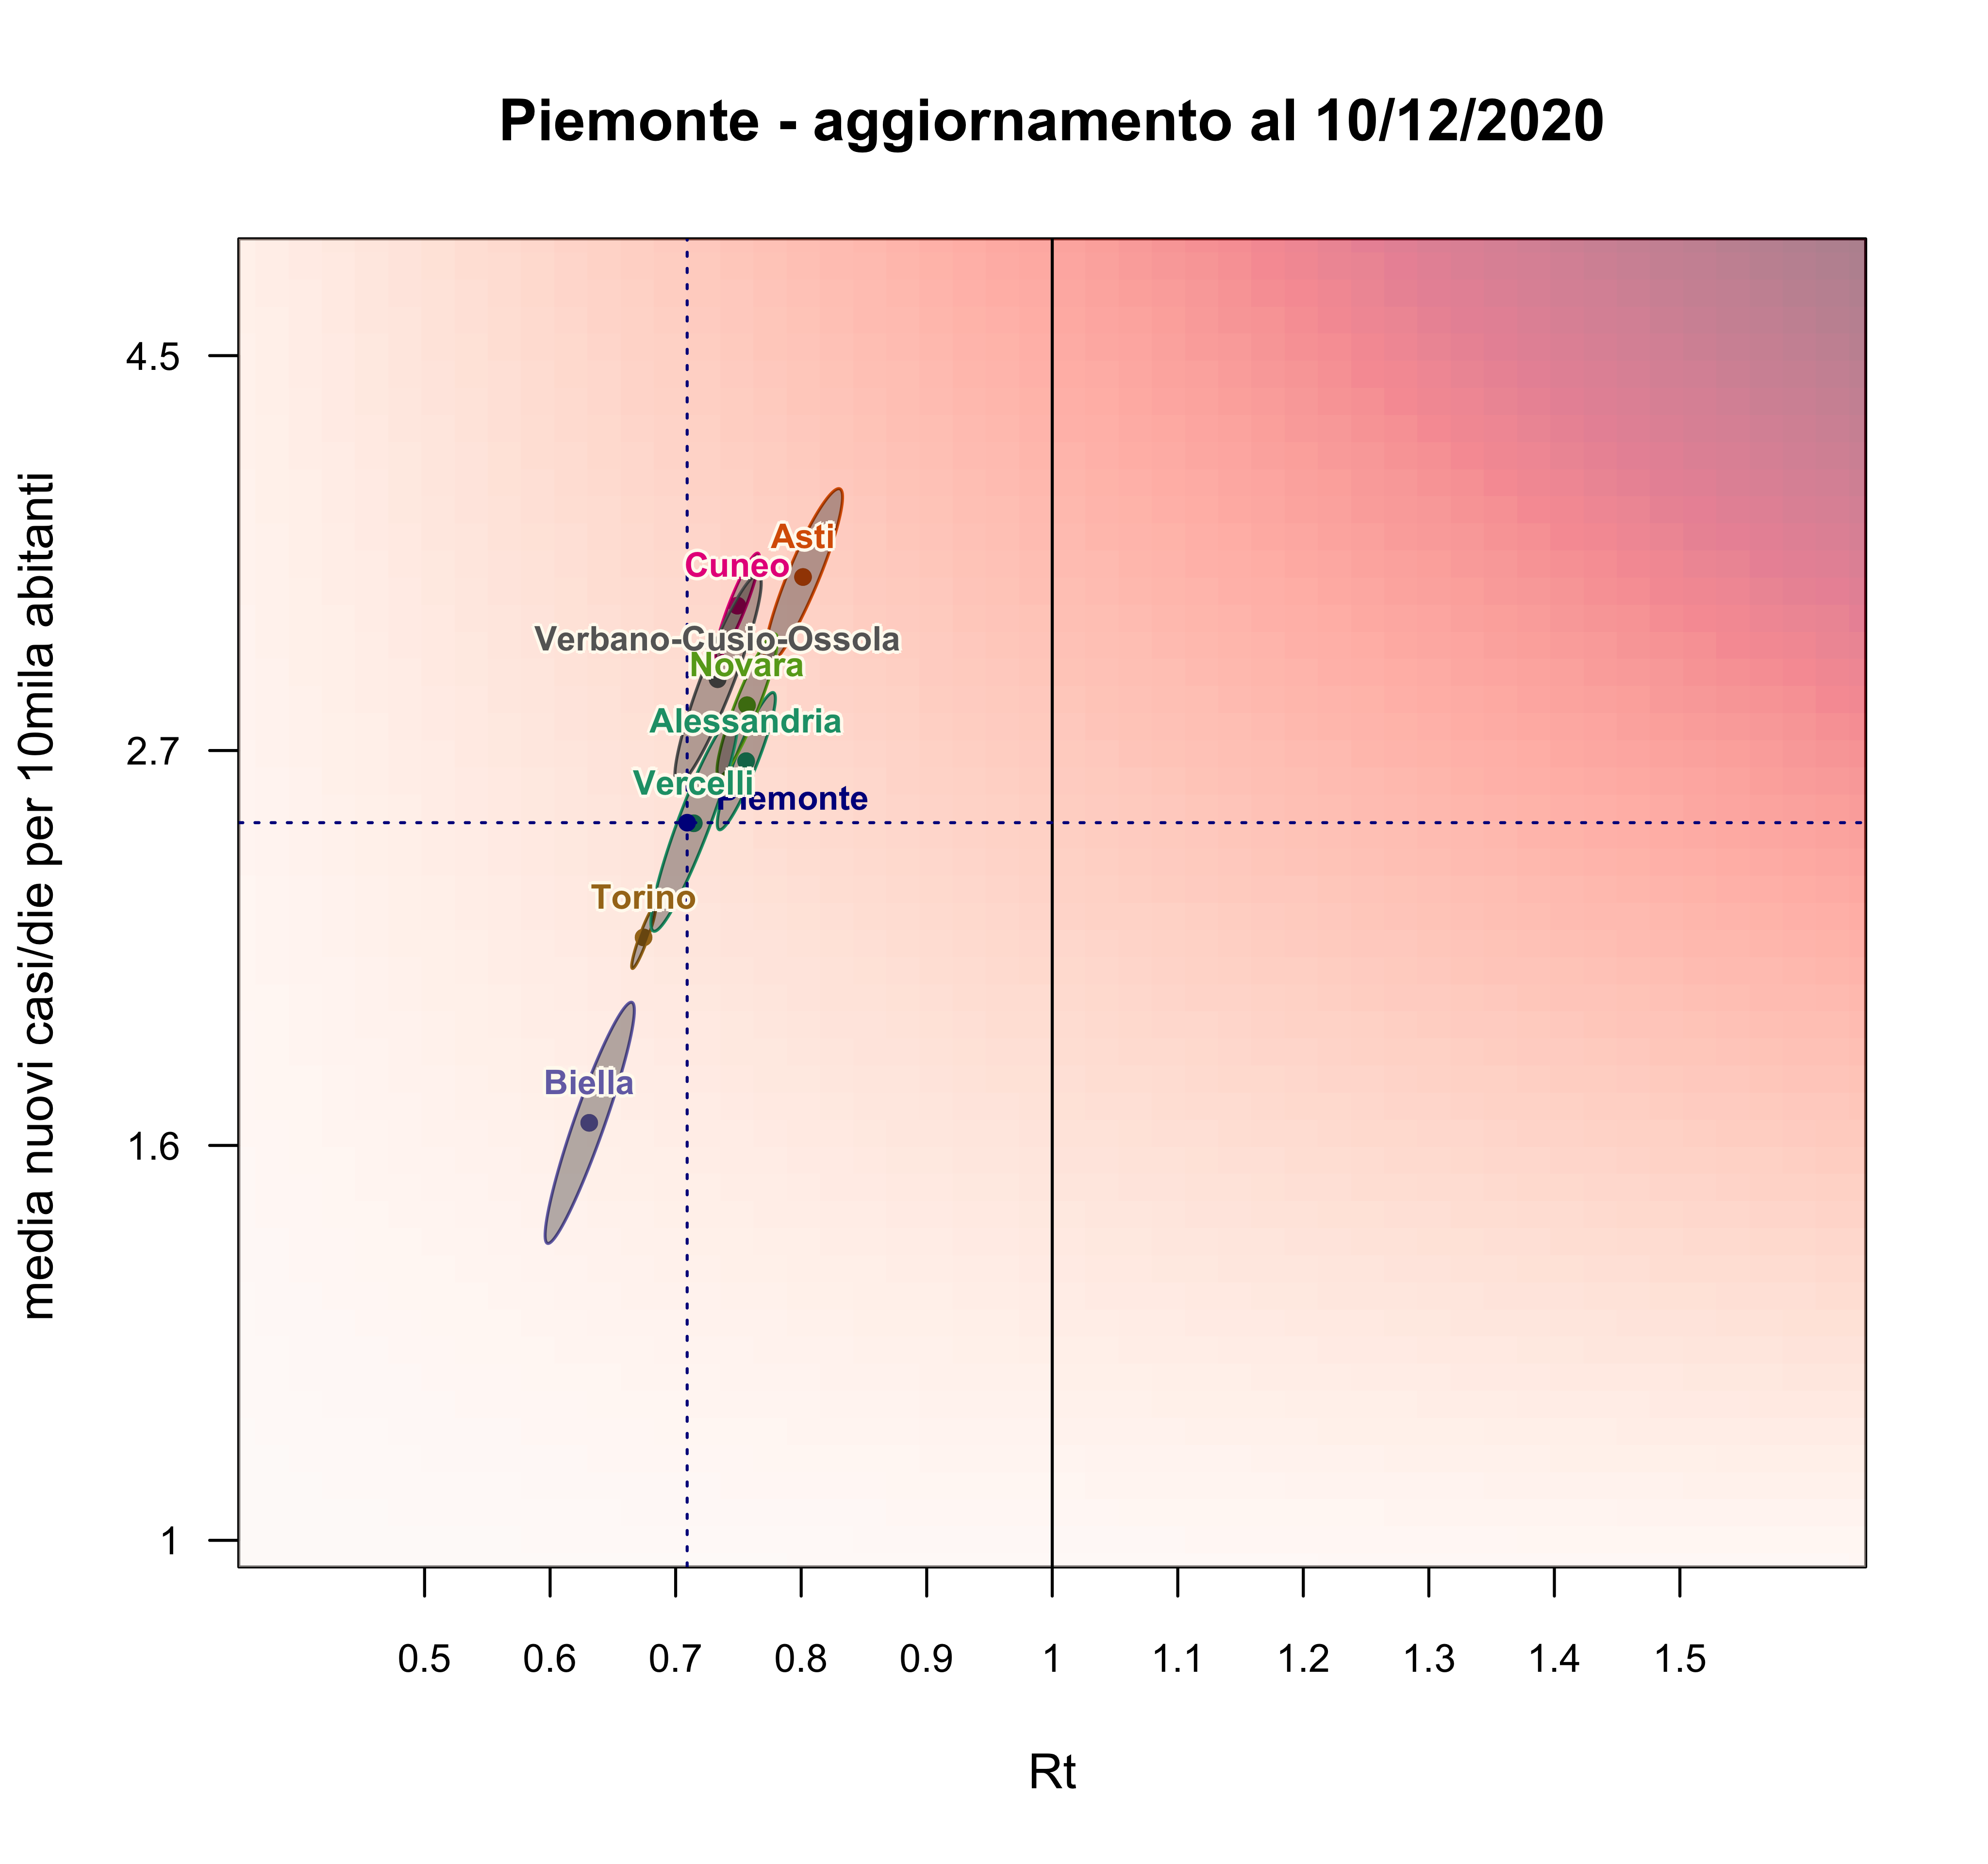 Piemonte - aggiornamento al 10/12/2020
media nuovi casi/die per 10mila abitanti
4.5
2.7
1.6
1
Asti
Cuneo
Verbano-Cusio-Ossola
Novara
Alessandria
Vercelli
Piemonte
Torino
Biella
0.5 0.6 0.7 0.8 0.9 1 1.1 1.2 1.3 1.4 1.5
Rt